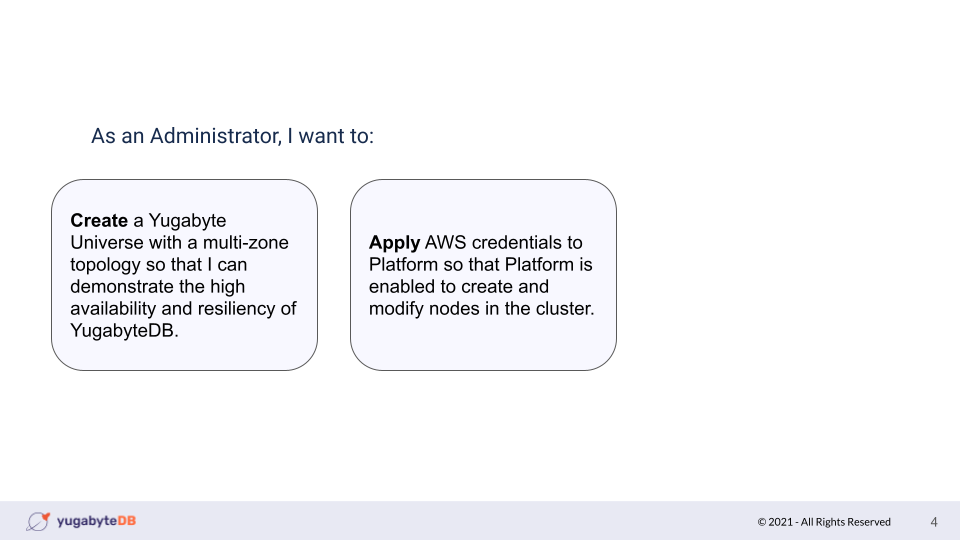 As an Administrator, I want to:
Create a Yugabyte
Universe with a multi-zone
topology so that I can
demonstrate the high
availability and resiliency of
YugabyteDB.
Apply AWS credentials to
Platform so that Platform is
enabled to create and
modify nodes in the cluster.
yugabyteDB
© 2021 - All Rights Reserved
4